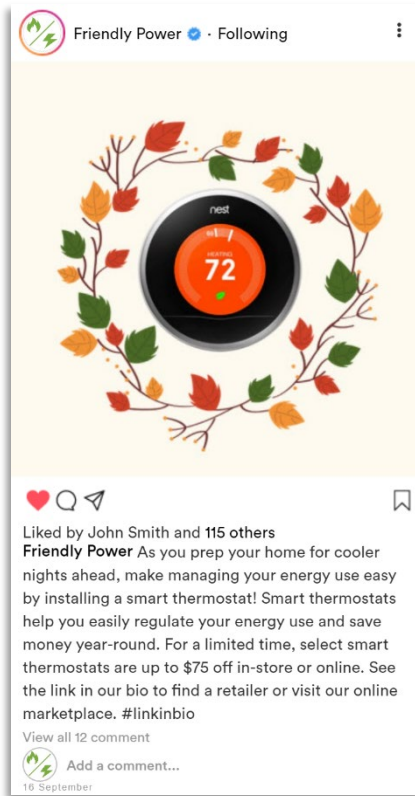 Friendly Power · Following
nest
HEATING
72
Liked by John Smith and 115 others
Friendly Power As you prep your home for cooler
nights ahead, make managing your energy use easy
by installing a smart thermostat! Smart thermostats
help you easily regulate your energy use and save
money year-round. For a limited time, select smart
thermostats are up to $75 off in-store or online. See
the link in our bio to find a retailer or visit our online
marketplace. #linkinbio
View all 12 comment
Add a comment...
16 September